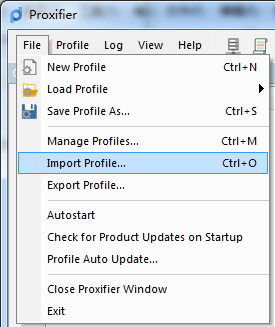 Proxifier
File Profile Log View Help
New Profile Ctrl+N
Load Profile
Save Profile As... Ctrl+S
Manage Profiles... Ctrl+M
Import Profile... Ctrl+O
Export Profile...
Autostart
Check for Product Updates on Startup
Profile Auto Update...
Close Proxifier Window
Exit